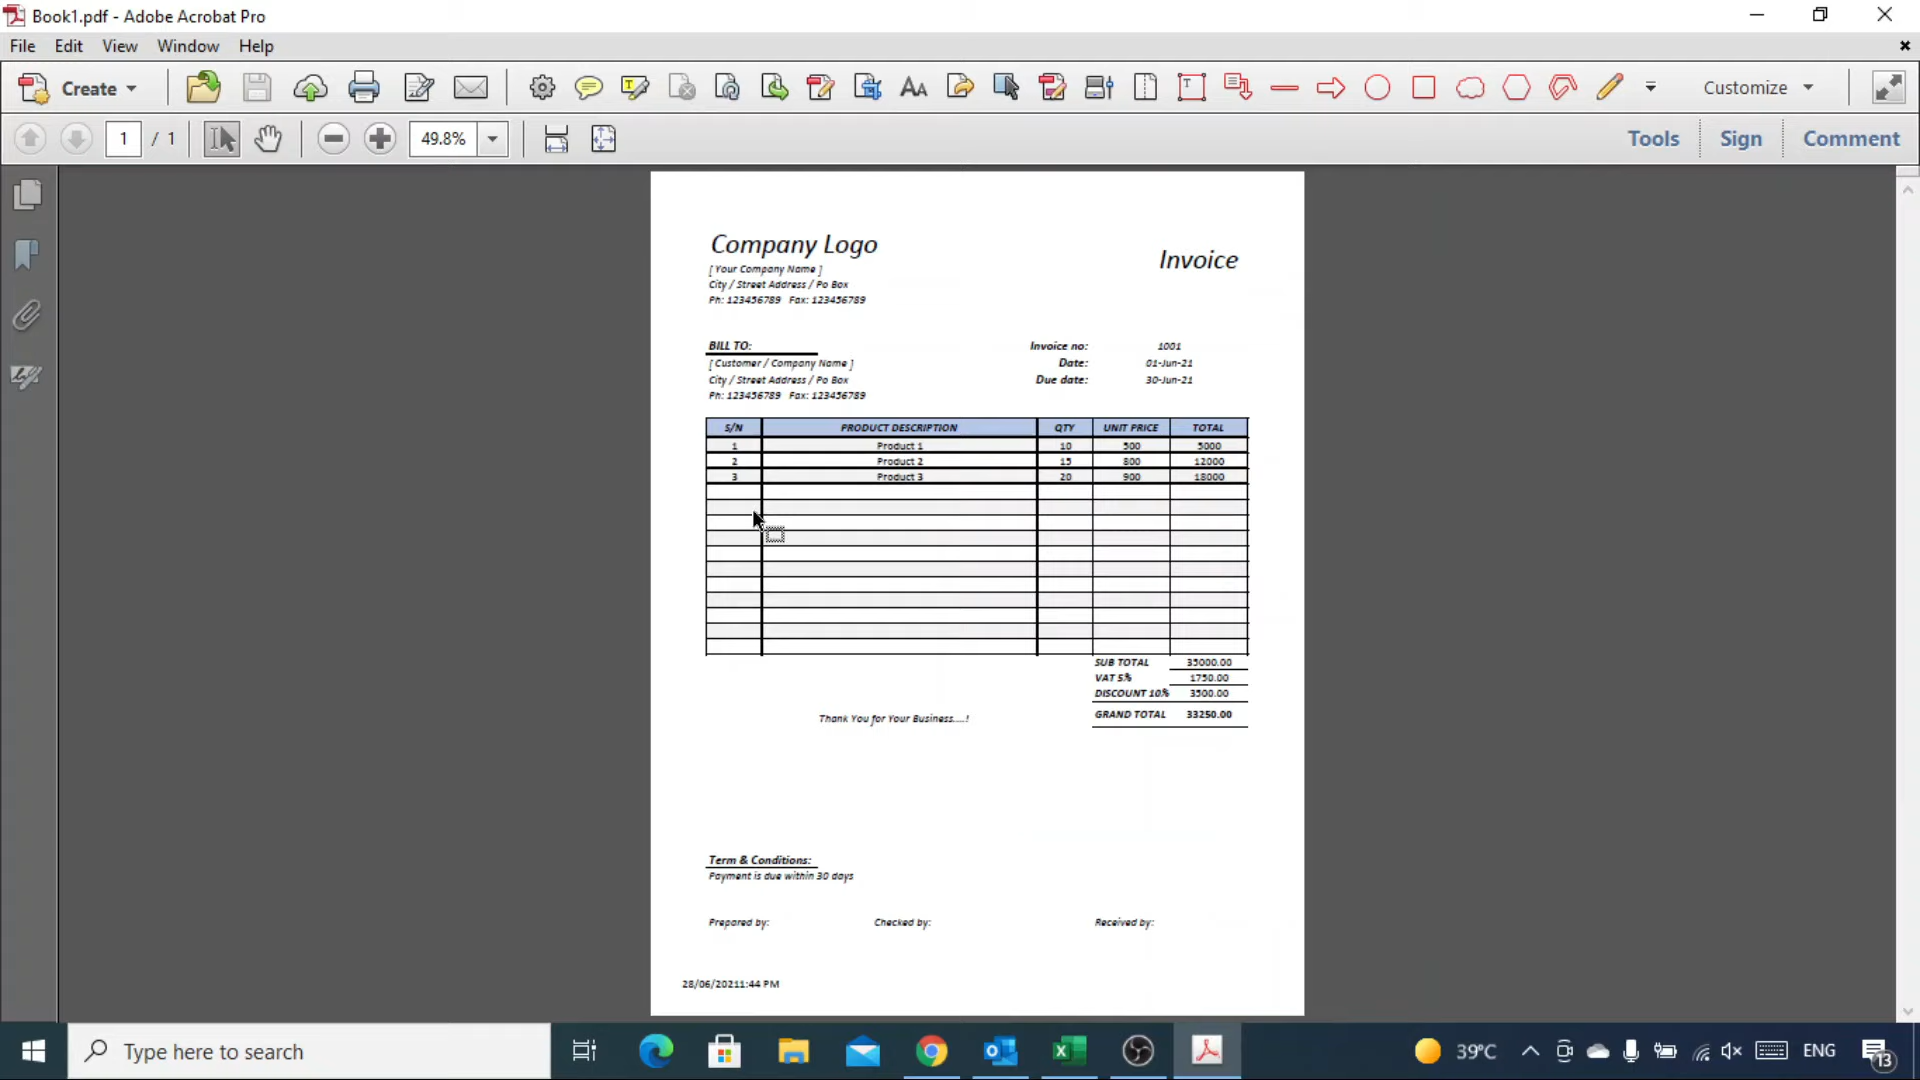 Book1.pdf - Adobe Acrobat Pro
File Edit View Window Help
Create Customize
1 / 1 49.8% Tools Sign Comment
Company Logo
Invoice
[ Your Company Name ]
City / Street Address / Po Box
Ph: 123456789 Fax: 123456789
BILL TO: Invoice no: 1001
[ Customer / Company Name ] Date: 01-Jun-21
City / Street Address / Po Box Due date: 30-Jun-21
Ph: 123456789 Fax: 123456789
S/N PRODUCT DESCRIPTION QTY UNIT PRICE TOTAL
1 Product 1 10 500 5000
2 Product 2 15 800 12000
3 Product 3 20 900 18000
SUB TOTAL 35000.00
VAT 5% 1750.00
DISCOUNT 10% 3500.00
GRAND TOTAL 33250.00
Thank You for Your Business....!
Term & Conditions:
Payment is due within 30 days
Prepared by: Checked by: Received by:
28/06/20211:44 PM
Type here to search 39°C ENG 13